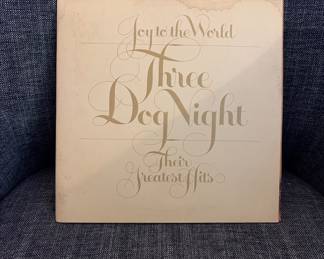 Joy to the World
Three
Dog Night
Their
Greatest Hits